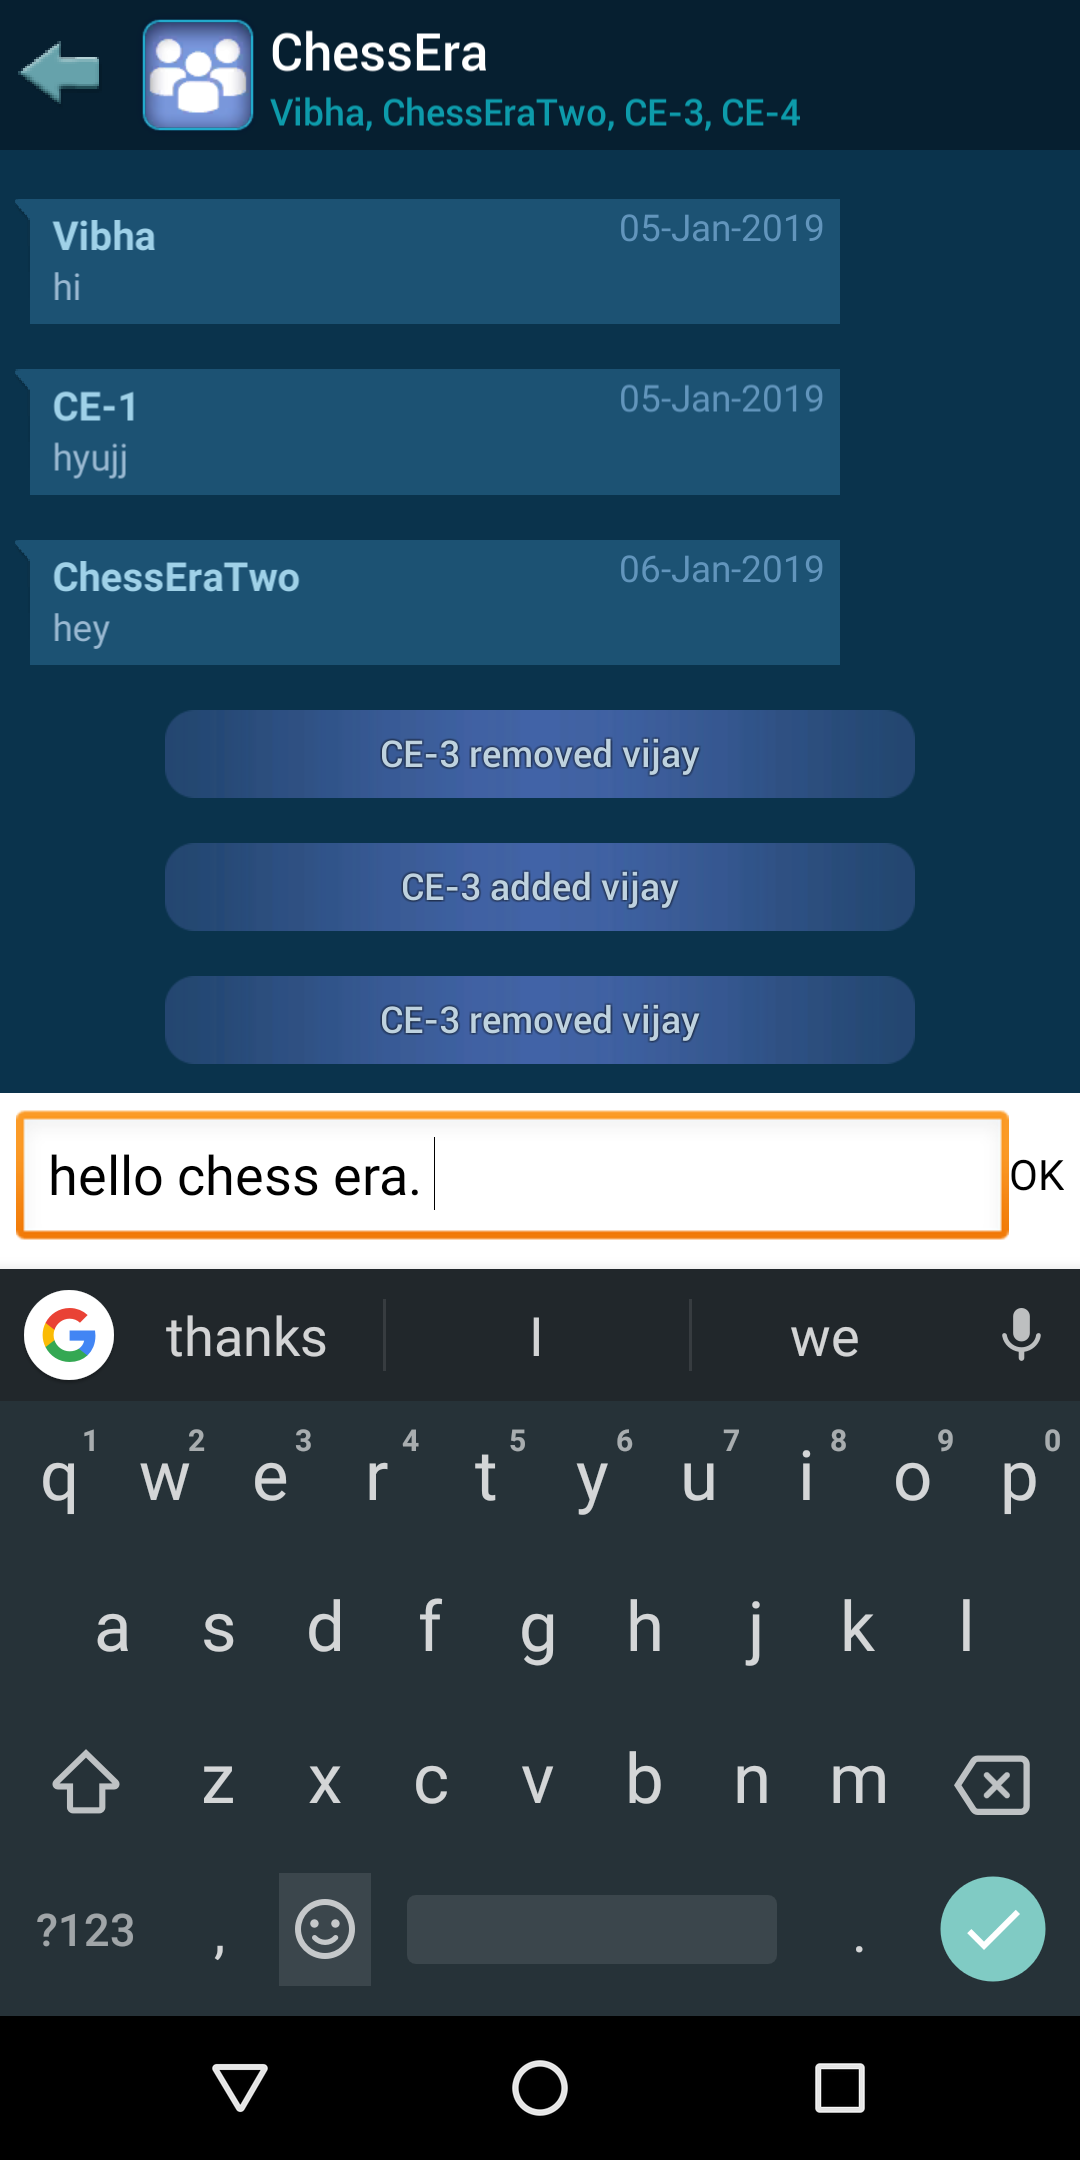 ChessEra
Vibha, ChessEraTwo, CE-3, CE-4
Vibha 05-Jan-2019
hi
CE-1 05-Jan-2019
hyujj
ChessEraTwo 06-Jan-2019
hey
CE-3 removed vijay
CE-3 added vijay
CE-3 removed vijay
hello chess era. OK
G thanks I we
1 2 3 4 5 6 7 8 9 0
q w e r t y u i o p
a s d f g h j k l
z x c v b n m
?123 , .